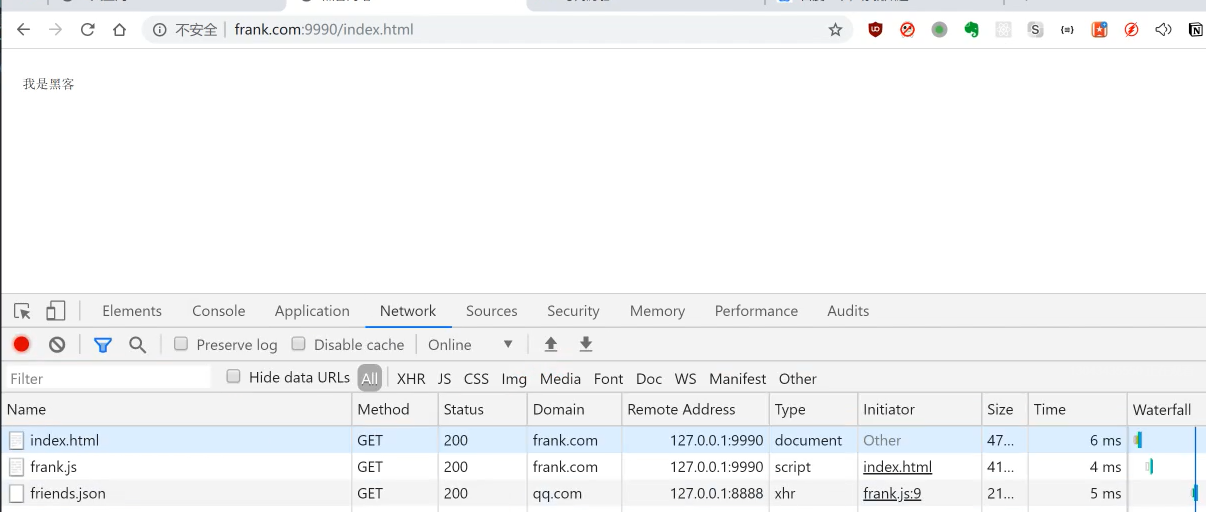 不安全 frank.com:9990/index.html
我是黑客
Elements Console Application Network Sources Security Memory Performance Audits
Preserve log Disable cache Online
Filter Hide data URLs All XHR JS CSS Img Media Font Doc WS Manifest Other
Name Method Status Domain Remote Address Type Initiator Size Time Waterfall
index.html GET 200 frank.com 127.0.0.1:9990 document Other 47... 6 ms
frank.js GET 200 frank.com 127.0.0.1:9990 script index.html 41... 4 ms
friends.json GET 200 qq.com 127.0.0.1:8888 xhr frank.js:9 21... 5 ms